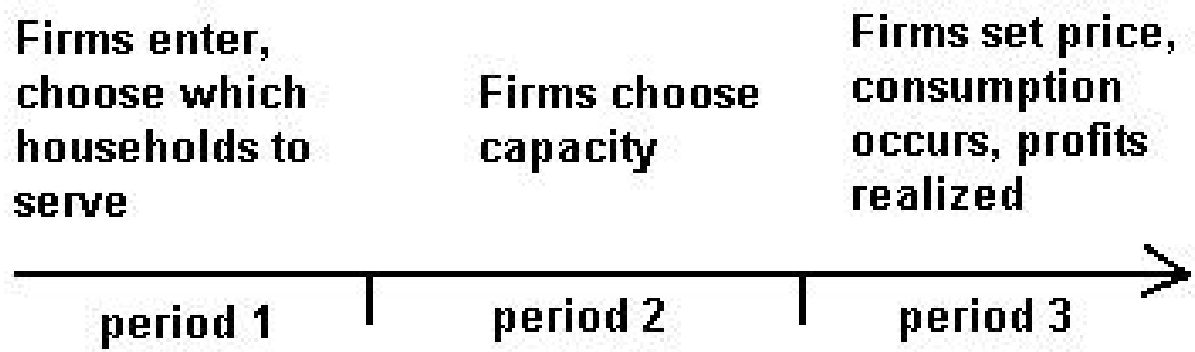 Firms enter,
choose which
households to
serve
Firms choose
capacity
Firms set price,
consumption
occurs, profits
realized
period 1
period 2
period 3